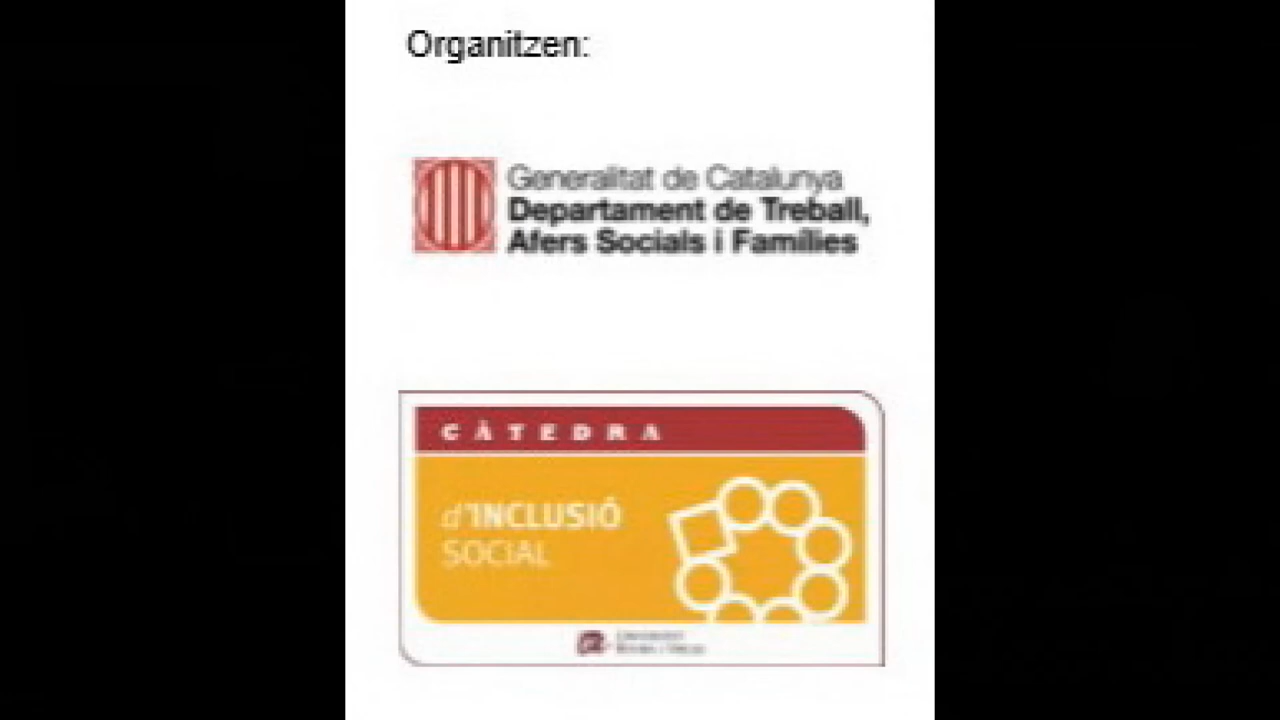 Organitzen:
Generalitat de Catalunya
Departament de Treball,
Afers Socials i Famílies
CÀTEDRA
d'INCLUSIÓ
SOCIAL